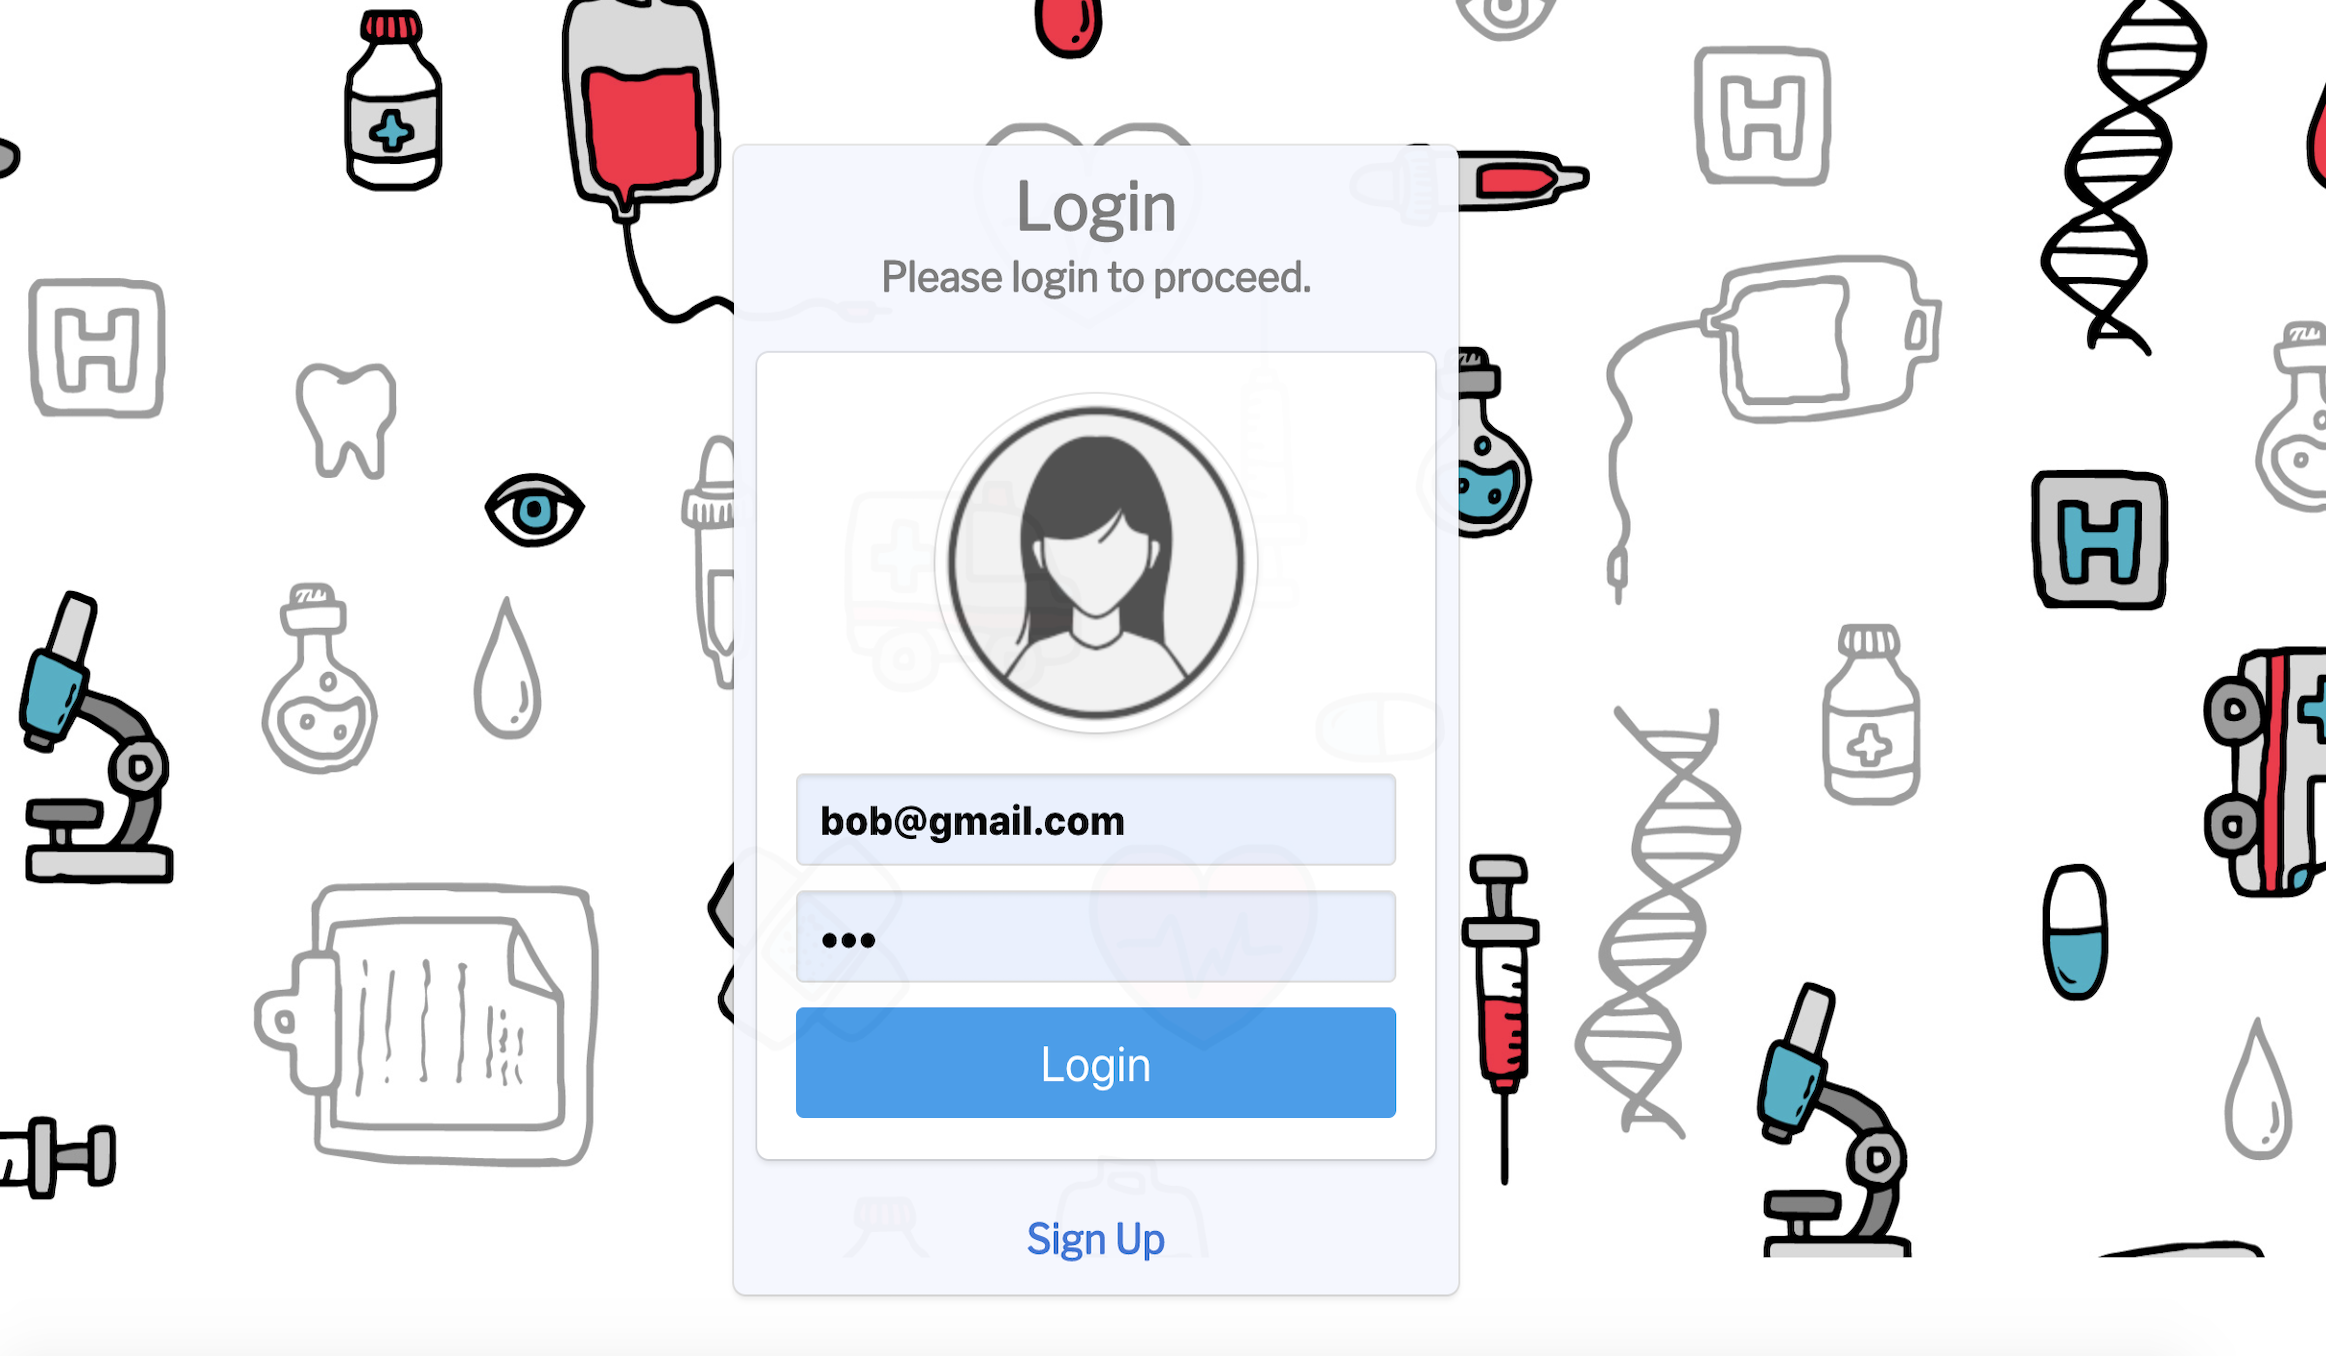 H
Login
Please login to proceed.
H
H
bob@gmail.com
•••
Login
Sign Up